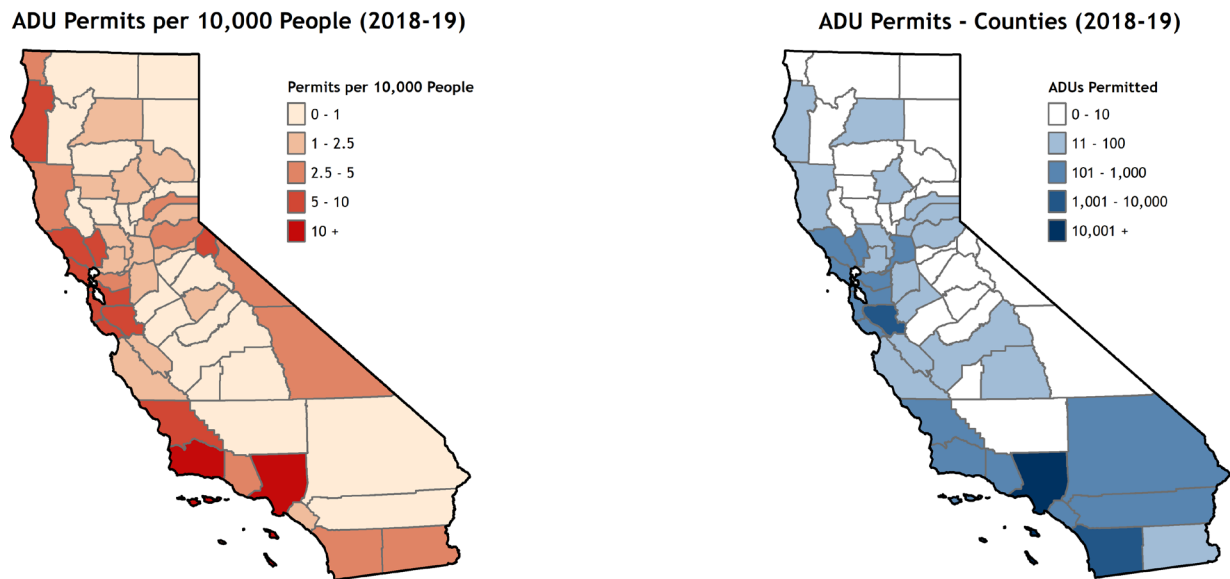 ADU Permits per 10,000 People (2018-19)
Permits per 10,000 People
0 - 1
1 - 2.5
2.5 - 5
5 - 10
10 +
ADU Permits - Counties (2018-19)
ADUs Permitted
0 - 10
11 - 100
101 - 1,000
1,001 - 10,000
10,001 +